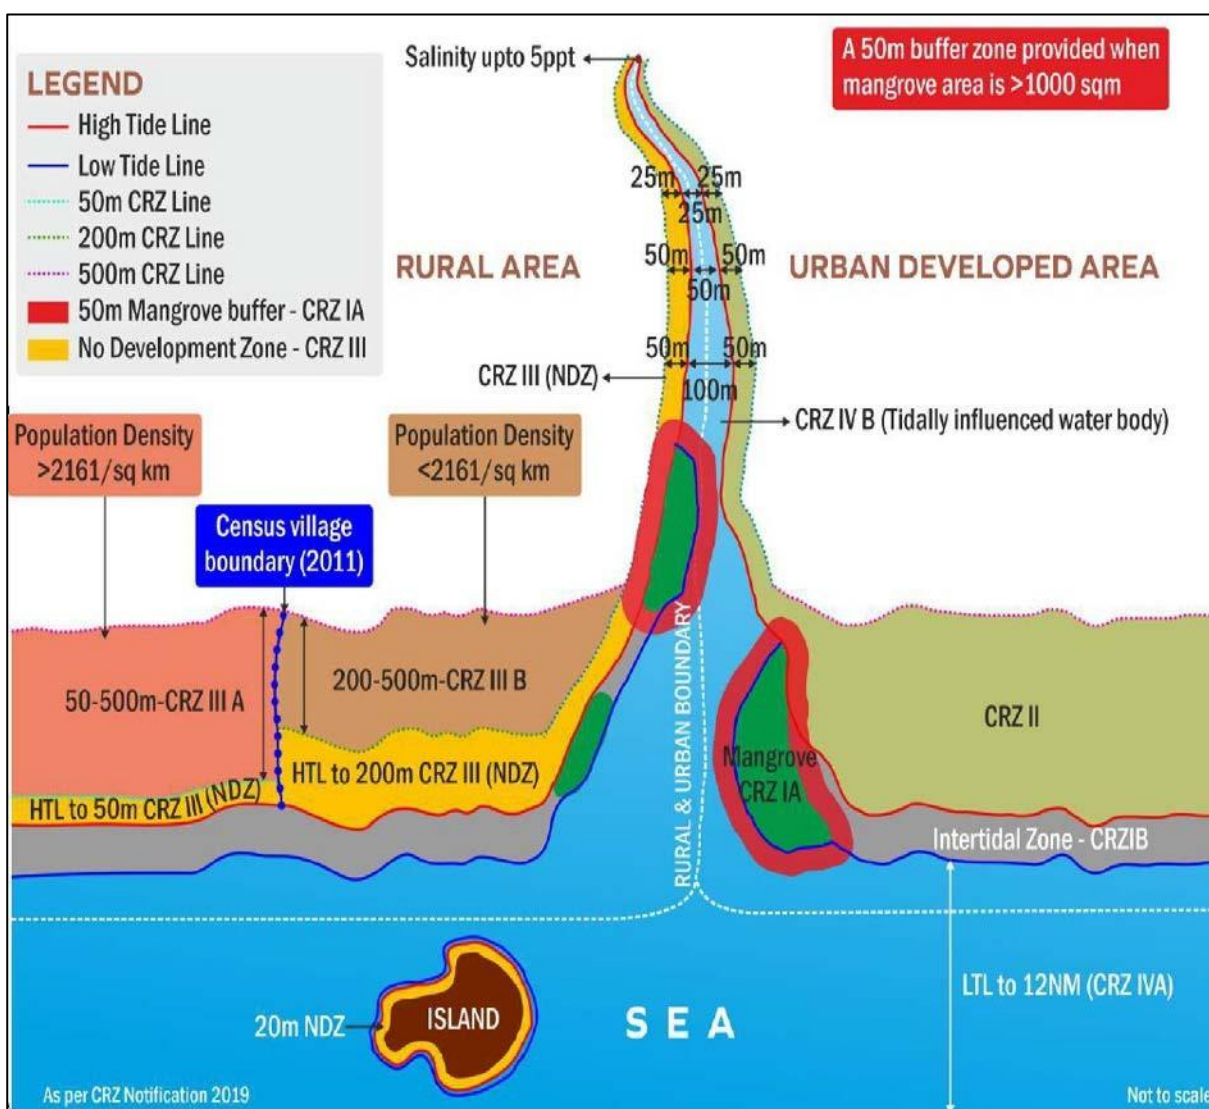 Salinity upto 5ppt
A 50m buffer zone provided when
mangrove area is >1000 sqm
LEGEND
High Tide Line
Low Tide Line
50m CRZ Line
200m CRZ Line
500m CRZ Line
50m Mangrove buffer - CRZ IA
No Development Zone - CRZ III
25m
25m
25m
RURAL AREA
URBAN DEVELOPED AREA
50m
50m
50m
50m
50m
100m
CRZ III (NDZ)
CRZ IV B (Tidally influenced water body)
Population Density
>2161/sq km
Population Density
<2161/sq km
Census village
boundary (2011)
50-500m-CRZ III A
200-500m-CRZ III B
HTL to 50m CRZ III (NDZ)
HTL to 200m CRZ III (NDZ)
RURAL & URBAN BOUNDARY
Mangrove
CRZ IA
CRZ II
Intertidal Zone - CRZIB
LTL to 12NM (CRZ IVA)
20m NDZ
ISLAND
SEA
As per CRZ Notification 2019
Not to scale